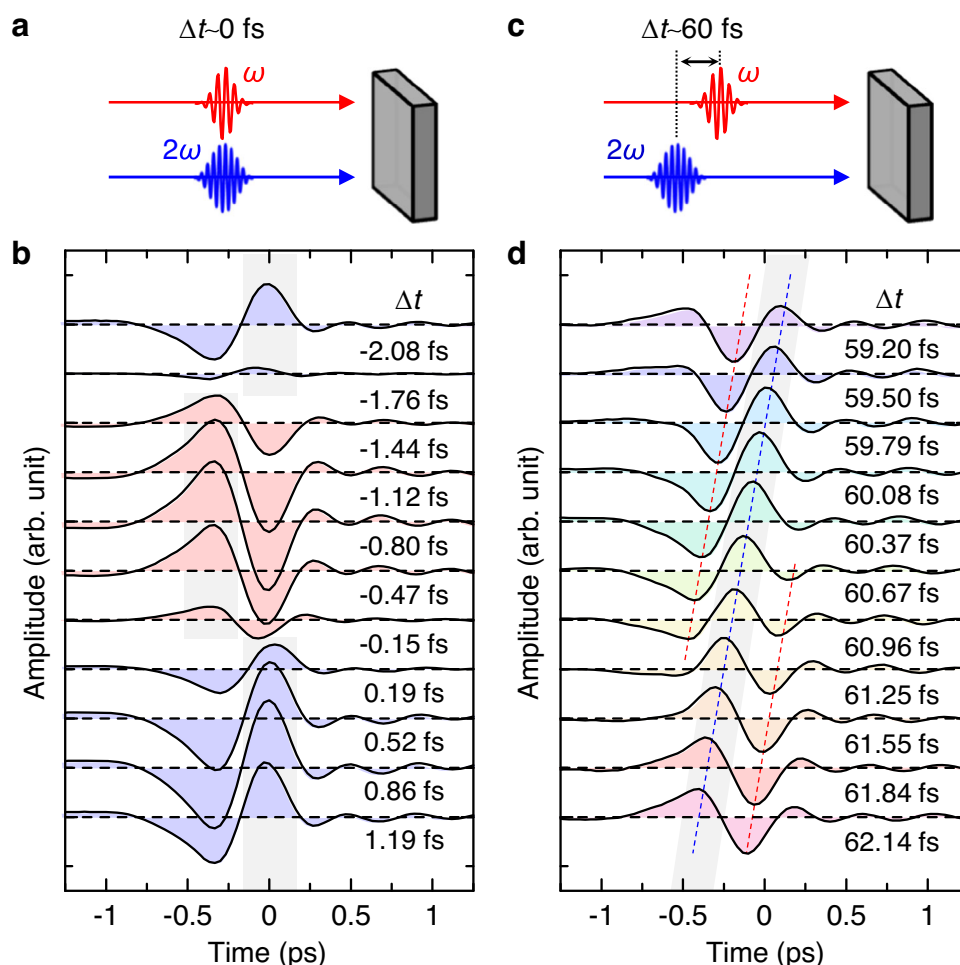 a
Δt~0 fs
ω
2ω
c
Δt~60 fs
ω
2ω
b
Δt
-2.08 fs
-1.76 fs
-1.44 fs
-1.12 fs
-0.80 fs
-0.47 fs
-0.15 fs
0.19 fs
0.52 fs
0.86 fs
1.19 fs
Amplitude (arb. unit)
-1
-0.5
0
0.5
1
Time (ps)
d
Δt
59.20 fs
59.50 fs
59.79 fs
60.08 fs
60.37 fs
60.67 fs
60.96 fs
61.25 fs
61.55 fs
61.84 fs
62.14 fs
Amplitude (arb. unit)
-1
-0.5
0
0.5
1
Time (ps)